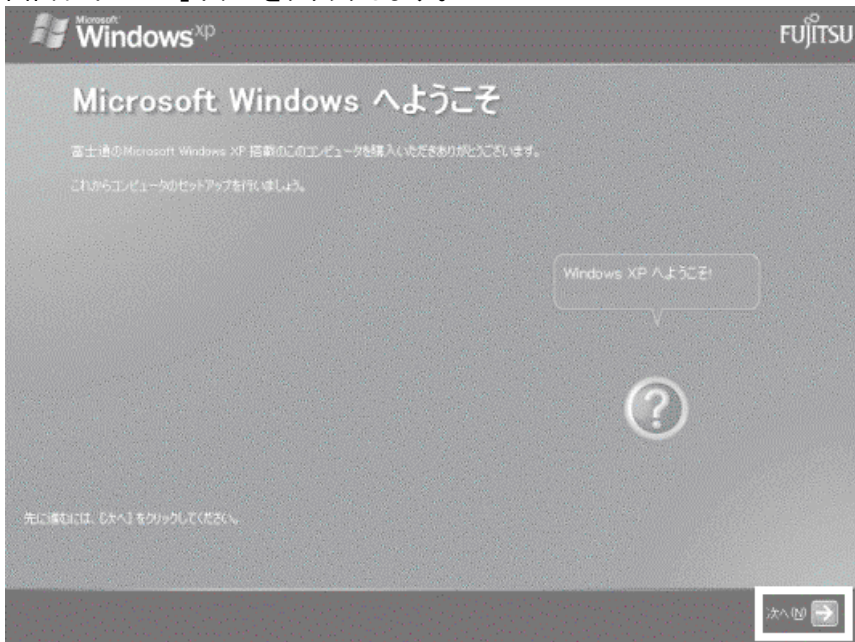 Microsoft
Windows xp
FUJITSU
Microsoft Windows へようこそ
富士通のMicrosoft Windows XP 搭載のこのコンピュータを購入いただきありがとうございます。
これからコンピュータのセットアップを行いましょう。
Windows XP へようこそ!
先に進むには、[次へ] をクリックしてください。
次へ(N)